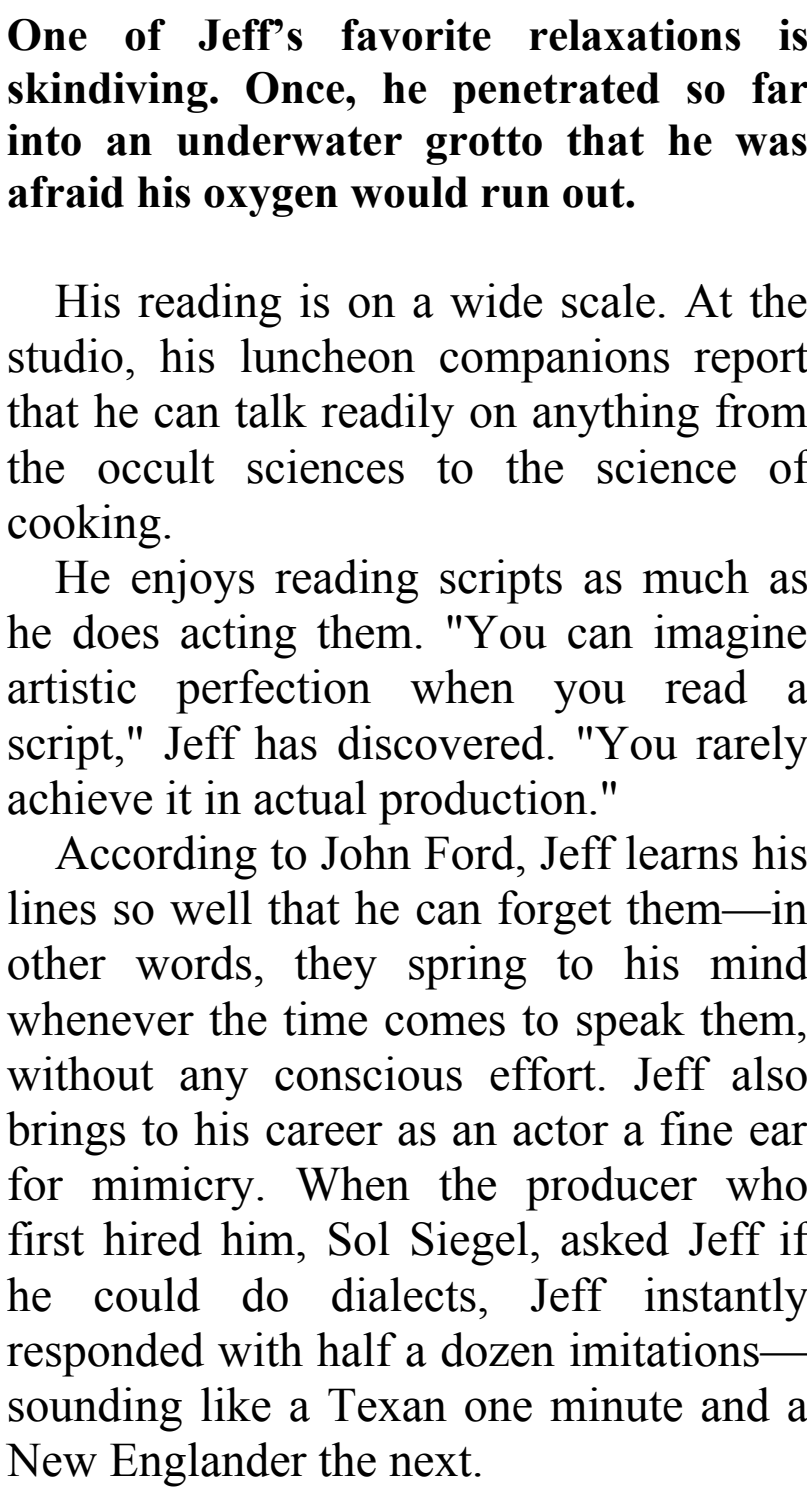 One of Jeff’s favorite relaxations is
skindiving. Once, he penetrated so far
into an underwater grotto that he was
afraid his oxygen would run out.
His reading is on a wide scale. At the
studio, his luncheon companions report
that he can talk readily on anything from
the occult sciences to the science of
cooking.
He enjoys reading scripts as much as
he does acting them. "You can imagine
artistic perfection when you read a
script," Jeff has discovered. "You rarely
achieve it in actual production."
According to John Ford, Jeff learns his
lines so well that he can forget them—in
other words, they spring to his mind
whenever the time comes to speak them,
without any conscious effort. Jeff also
brings to his career as an actor a fine ear
for mimicry. When the producer who
first hired him, Sol Siegel, asked Jeff if
he could do dialects, Jeff instantly
responded with half a dozen imitations—
sounding like a Texan one minute and a
New Englander the next.